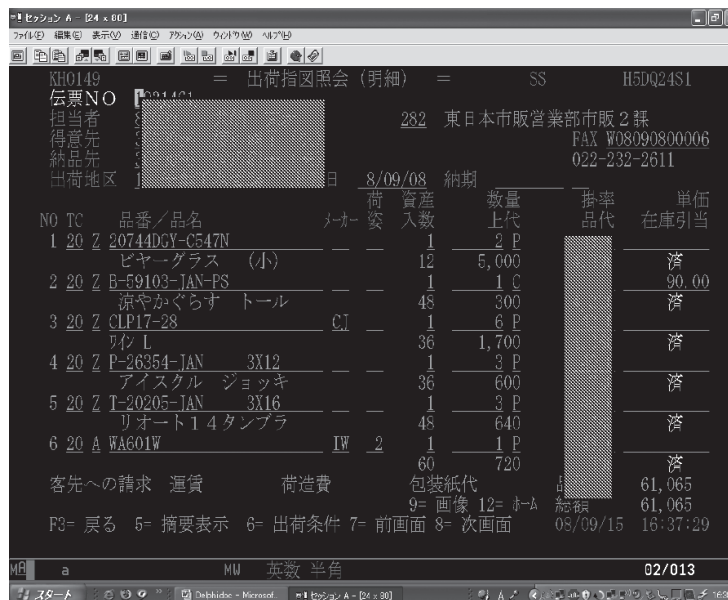 セッション A - [24 x 80]
ファイル(F) 編集(E) 表示(V) 通信(C) アクション(A) ウィンドウ(W) ヘルプ(H)
KH0149 = 出荷指図照会 (明細) = SS H5DQ24S1
伝票NO
担当者 282 東日本市販営業部市販2課
得意先 FAX W08090800006
納品先 022-232-2611
出荷地区 日 8/09/08 納期
荷 資産 数量 掛率 単価
NO TC 品番/品名 メーカー 姿 入数 上代 品代 在庫引当
1 20 Z 20744DGY-C547N 1 2 P
ビヤーグラス (小) 12 5,000 済
2 20 Z B-59103-JAN-PS 1 1 C 90.00
涼やかぐらす トール 48 300 済
3 20 Z CLP17-28 CJ 1 6 P
ワイン L 36 1,700 済
4 20 Z P-26354-JAN 3X12 1 3 P
アイスクル ジョッキ 36 600 済
5 20 Z T-20205-JAN 3X16 1 3 P
リオート14タンブラ 48 640 済
6 20 A WA601W IW 2 1 1 P
60 720 済
客先への請求 運賃 荷造費 包装紙代 61,065
9= 画像 12= ホーム 総額 61,065
F3= 戻る 5= 摘要表示 6= 出荷条件 7= 前画面 8= 次画面 08/09/15 16:37:29
MA a MW 英数 半角 02/013
スタート Delphidoc - Microsof... セッション A - [24 x 80]